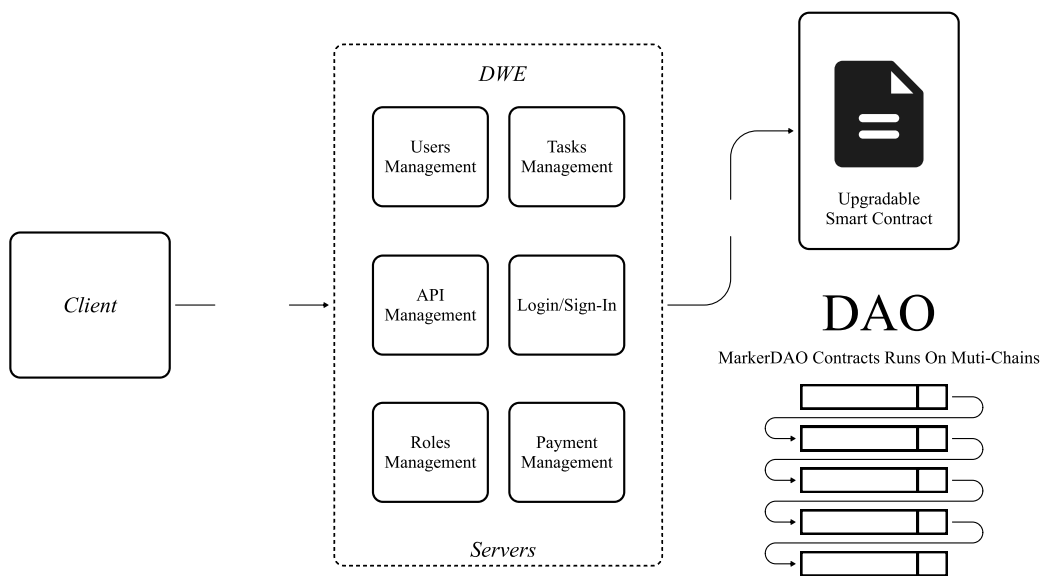 DWE
Users
Management
Tasks
Management
API
Management
Login/Sign-In
Roles
Management
Payment
Management
Servers
Client
Upgradable
Smart Contract
DAO
MarkerDAO Contracts Runs On Muti-Chains